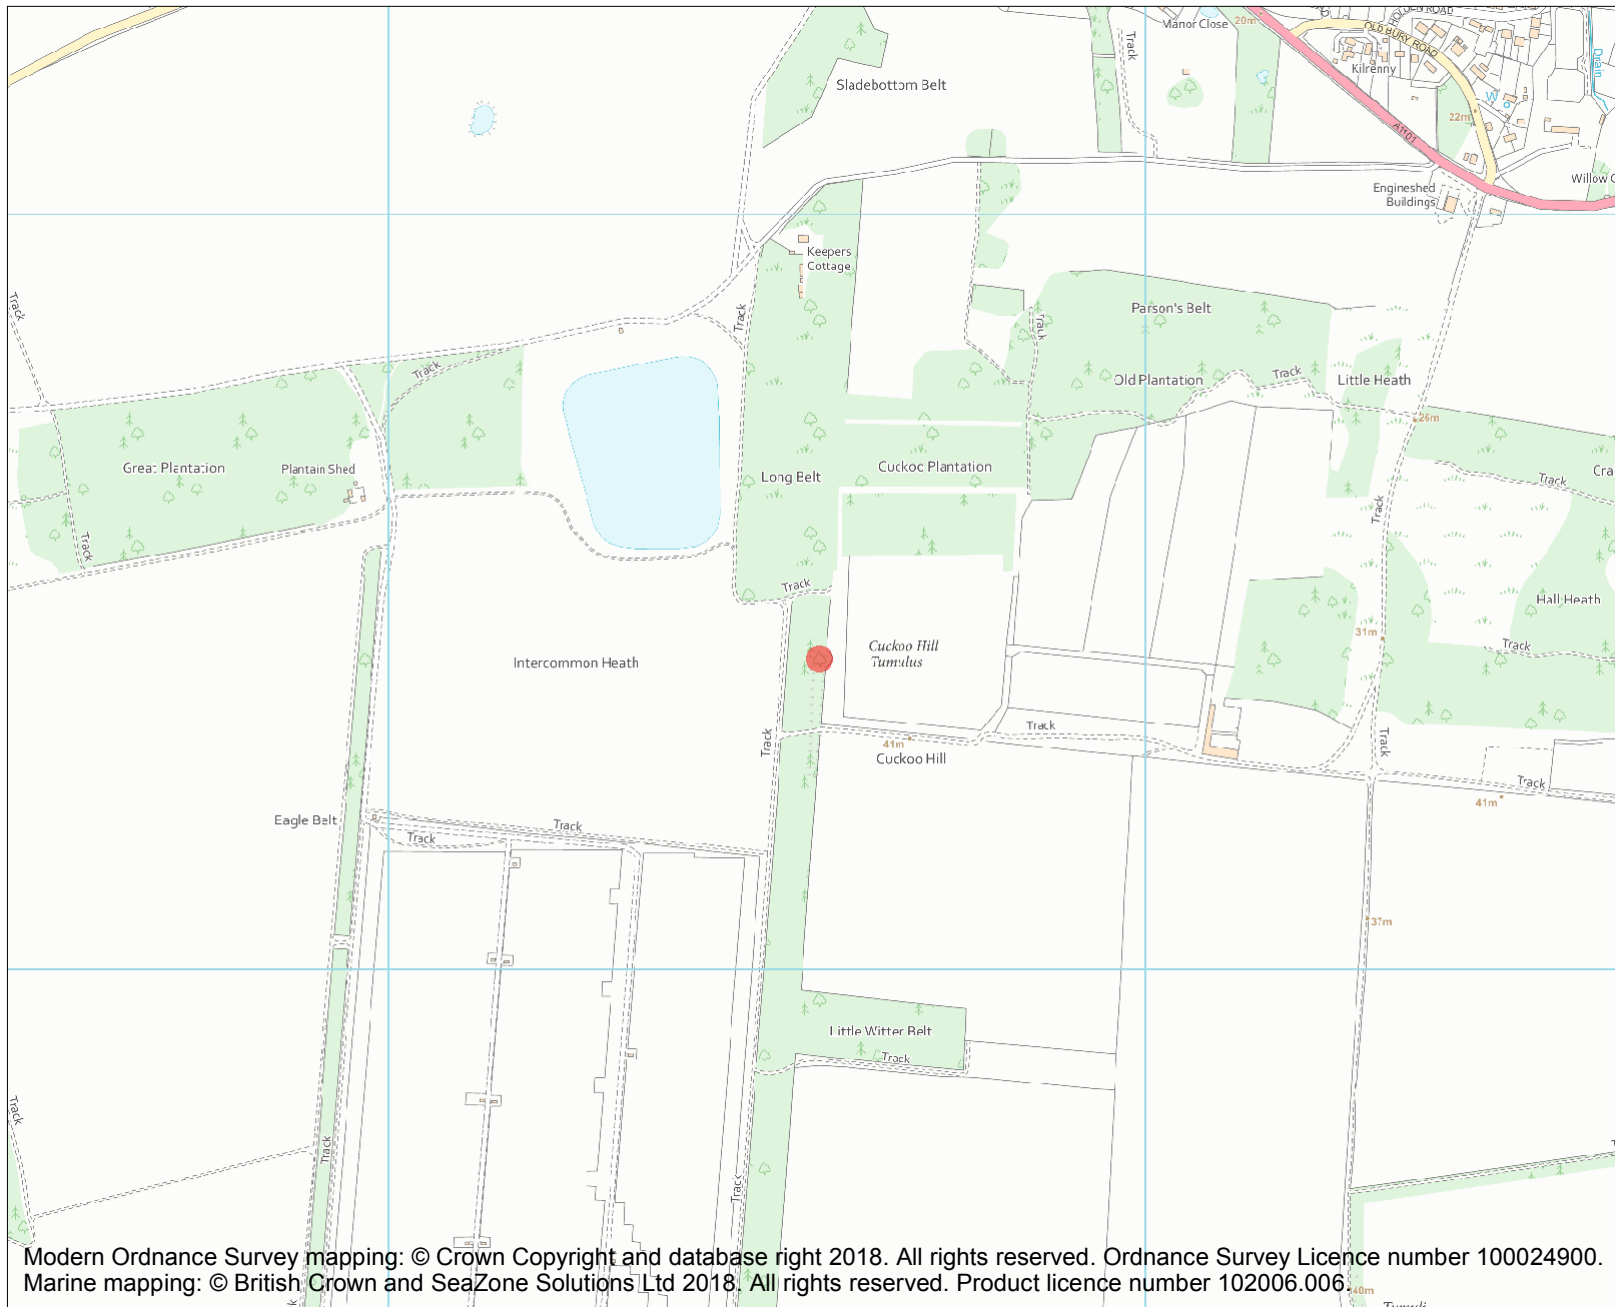 Manor Close
20m
HOLDEN ROAD
OLD BURY ROAD
Kilrenny
Drain
Track
Sladebottom Belt
W
22m
A1101
Engineshed
Buildings
Keepers
Cottage
Track
Track
Parson's Belt
Track
Track
Old Plantation
Track
Little Heath
26m
Great Plantation
Plantain Shed
Long Belt
Cuckoo Plantation
Track
Track
Track
Track
Hall Heath
31m
Track
Cuckoo Hill
Tumulus
Intercommon Heath
Track
Track
41m
Cuckoo Hill
Track
Track
41m
Eagle Belt
Track
Track
37m
Little Witter Belt
Track
Track
Track
Track
Modern Ordnance Survey mapping: © Crown Copyright and database right 2018. All rights reserved. Ordnance Survey Licence number 100024900.
Marine mapping: © British Crown and SeaZone Solutions Ltd 2018. All rights reserved. Product licence number 102006.006.
40m